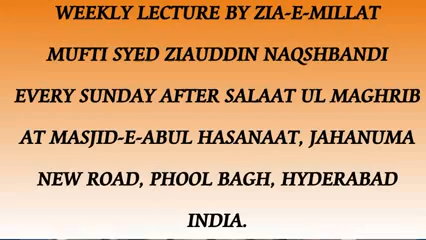 WEEKLY LECTURE BY ZIA-E-MILLAT
MUFTI SYED ZIAUDDIN NAQSHBANDI
EVERY SUNDAY AFTER SALAAT UL MAGHRIB
AT MASJID-E-ABUL HASANAAT, JAHANUMA
NEW ROAD, PHOOL BAGH, HYDERABAD
INDIA.